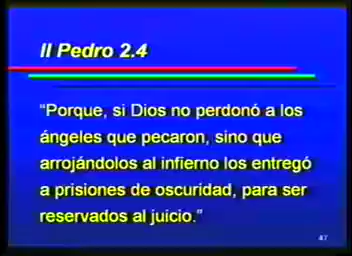 II Pedro 2.4
"Porque, si Dios no perdonó a los
ángeles que pecaron, sino que
arrojándolos al infierno los entregó
a prisiones de oscuridad, para ser
reservados al juicio."
47